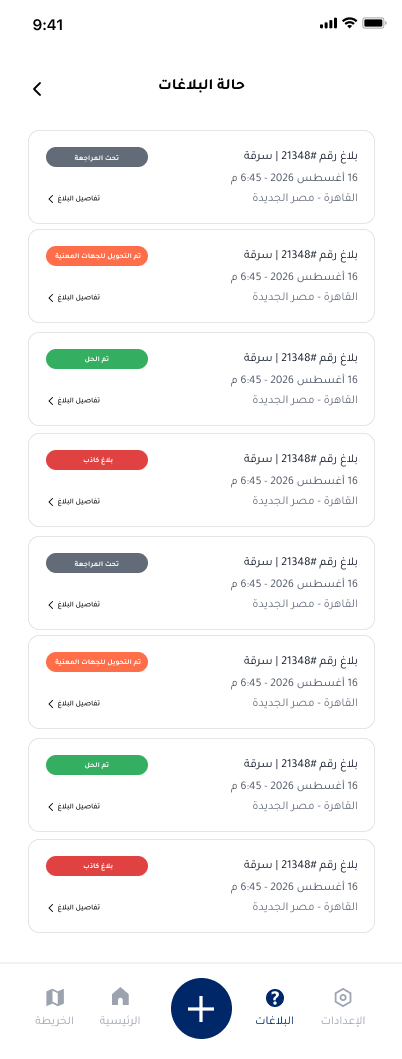 9:41
حالة البلاغات
بلاغ رقم #21348 | سرقة
تحت المراجعة
16 أغسطس 2026 - 6:45 م
القاهرة - مصر الجديدة
تفاصيل البلاغ
بلاغ رقم #21348 | سرقة
تم التحويل للجهات المعنية
16 أغسطس 2026 - 6:45 م
القاهرة - مصر الجديدة
تفاصيل البلاغ
بلاغ رقم #21348 | سرقة
تم الحل
16 أغسطس 2026 - 6:45 م
القاهرة - مصر الجديدة
تفاصيل البلاغ
بلاغ رقم #21348 | سرقة
بلاغ كاذب
16 أغسطس 2026 - 6:45 م
القاهرة - مصر الجديدة
تفاصيل البلاغ
بلاغ رقم #21348 | سرقة
تحت المراجعة
16 أغسطس 2026 - 6:45 م
القاهرة - مصر الجديدة
تفاصيل البلاغ
بلاغ رقم #21348 | سرقة
تم التحويل للجهات المعنية
16 أغسطس 2026 - 6:45 م
القاهرة - مصر الجديدة
تفاصيل البلاغ
بلاغ رقم #21348 | سرقة
تم الحل
16 أغسطس 2026 - 6:45 م
القاهرة - مصر الجديدة
تفاصيل البلاغ
بلاغ رقم #21348 | سرقة
بلاغ كاذب
16 أغسطس 2026 - 6:45 م
القاهرة - مصر الجديدة
تفاصيل البلاغ
الإعدادات
البلاغات
الرئيسية
الخريطة